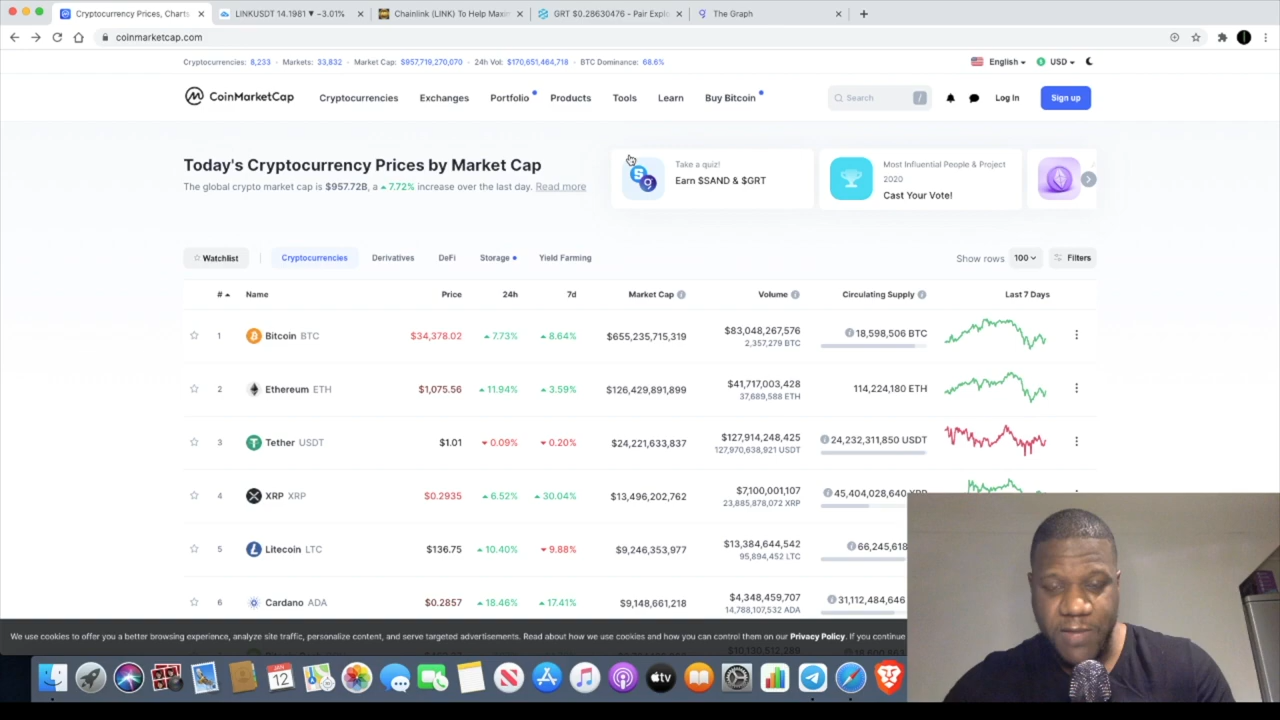 Cryptocurrency Prices, Charts
LINKUSDT 14.1981 ▼ −3.01%
Chainlink (LINK) To Help Maxi
GRT $0.28630476 - Pair Explo
The Graph
coinmarketcap.com
Cryptocurrencies: 8,233 · Markets: 33,832 · Market Cap: $957,719,270,070 · 24h Vol: $170,651,464,718 · BTC Dominance: 68.6%
English
USD
CoinMarketCap
Cryptocurrencies
Exchanges
Portfolio
Products
Tools
Learn
Buy Bitcoin
Search
/
Log In
Sign up
Today's Cryptocurrency Prices by Market Cap
The global crypto market cap is $957.72B, a 7.72% increase over the last day. Read more
Take a quiz!
Earn $SAND & $GRT
Most Influential People & Project
2020
Cast Your Vote!
Watchlist
Cryptocurrencies
Derivatives
DeFi
Storage
Yield Farming
Show rows
100
Filters
# Name Price 24h 7d Market Cap Volume Circulating Supply Last 7 Days
1 Bitcoin BTC $34,378.02 7.73% 8.64% $655,235,715,319 $83,048,267,576 18,598,506 BTC
2,357,279 BTC
2 Ethereum ETH $1,075.56 11.94% 3.59% $126,429,891,899 $41,717,003,428 114,224,180 ETH
37,689,588 ETH
3 Tether USDT $1.01 0.09% 0.20% $24,221,633,837 $127,914,248,425 24,232,311,850 USDT
127,970,638,921 USDT
4 XRP XRP $0.2935 6.52% 30.04% $13,496,202,762 $7,100,001,107 45,404,028,640 XRP
23,885,878,072 XRP
5 Litecoin LTC $136.75 10.40% 9.88% $9,246,353,977 $13,384,644,542 66,245,618
95,894,452 LTC
6 Cardano ADA $0.2857 18.46% 17.41% $9,148,661,218 $4,348,459,707 31,112,484,646
14,788,107,532 ADA
We use cookies to offer you a better browsing experience, analyze site traffic, personalize content, and serve targeted advertisements. Read about how we use cookies and how you can control them on our Privacy Policy. If you continue
JAN
12
tv